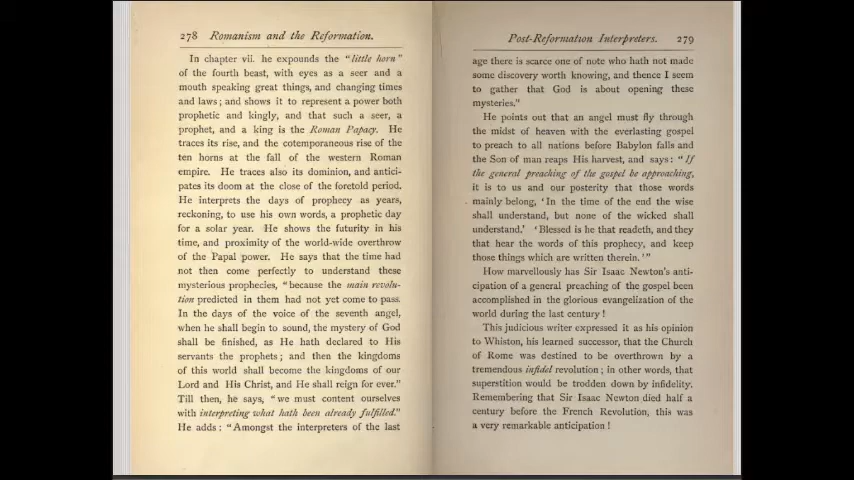 278 Romanism and the Reformation.
In chapter vii. he expounds the "little horn"
of the fourth beast, with eyes as a seer and a
mouth speaking great things, and changing times
and laws; and shows it to represent a power both
prophetic and kingly, and that such a seer, a
prophet, and a king is the Roman Papacy. He
traces its rise, and the cotemporaneous rise of the
ten horns at the fall of the western Roman
empire. He traces also its dominion, and antici-
pates its doom at the close of the foretold period.
He interprets the days of prophecy as years,
reckoning, to use his own words, a prophetic day
for a solar year. He shows the futurity in his
time, and proximity of the world-wide overthrow
of the Papal power. He says that the time had
not then come perfectly to understand these
mysterious prophecies, "because the main revolu-
tion predicted in them had not yet come to pass.
In the days of the voice of the seventh angel,
when he shall begin to sound, the mystery of God
shall be finished, as He hath declared to His
servants the prophets; and then the kingdoms
of this world shall become the kingdoms of our
Lord and His Christ, and He shall reign for ever."
Till then, he says, "we must content ourselves
with interpreting what hath been already fulfilled."
He adds: "Amongst the interpreters of the last
Post-Reformation Interpreters. 279
age there is scarce one of note who hath not made
some discovery worth knowing, and thence I seem
to gather that God is about opening these
mysteries."
He points out that an angel must fly through
the midst of heaven with the everlasting gospel
to preach to all nations before Babylon falls and
the Son of man reaps His harvest, and says: "If
the general preaching of the gospel be approaching,
it is to us and our posterity that those words
mainly belong, 'In the time of the end the wise
shall understand, but none of the wicked shall
understand.' 'Blessed is he that readeth, and they
that hear the words of this prophecy, and keep
those things which are written therein.'"
How marvellously has Sir Isaac Newton's anti-
cipation of a general preaching of the gospel been
accomplished in the glorious evangelization of the
world during the last century!
This judicious writer expressed it as his opinion
to Whiston, his learned successor, that the Church
of Rome was destined to be overthrown by a
tremendous infidel revolution; in other words, that
superstition would be trodden down by infidelity.
Remembering that Sir Isaac Newton died half a
century before the French Revolution, this was
a very remarkable anticipation!